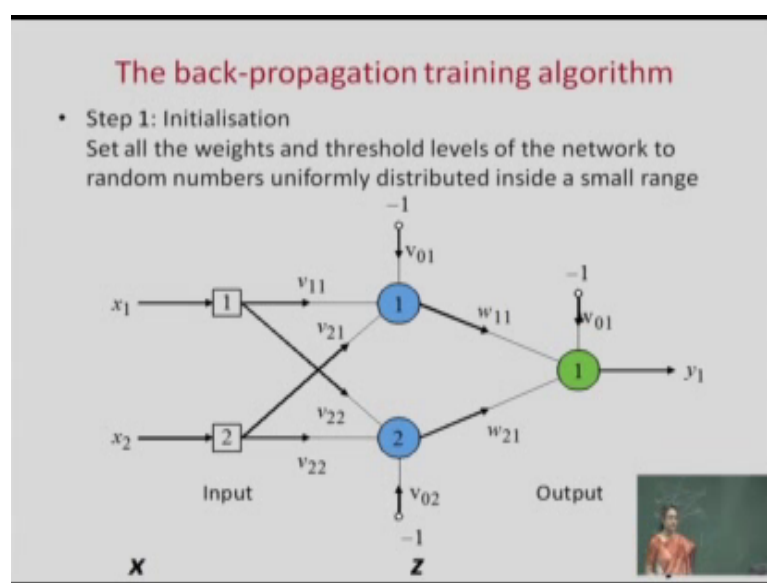 The back-propagation training algorithm
• Step 1: Initialisation
Set all the weights and threshold levels of the network to
random numbers uniformly distributed inside a small range
–1
v01
–1
v11
x1
1
1
w11
v01
v21
1
y1
v22
x2
2
2
w21
v22
Input
v02
Output
–1
X
Z